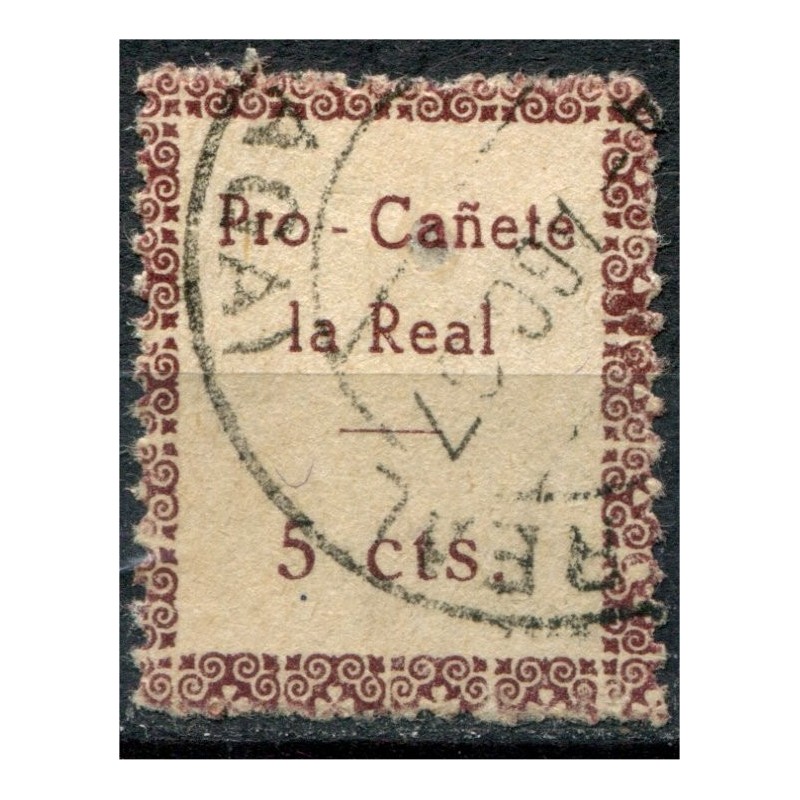 Pro - Cañete
la Real
5 cts.